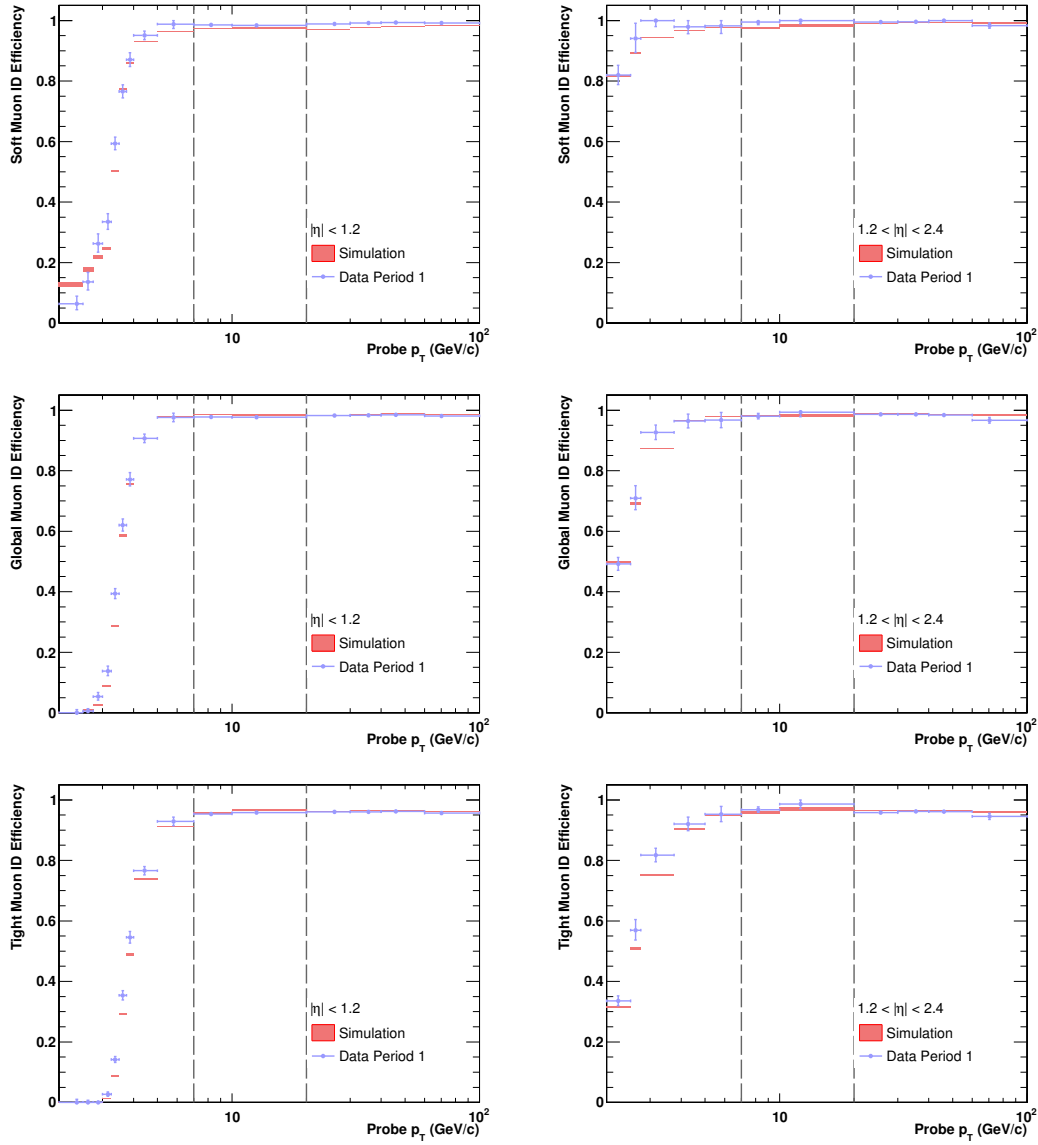 Soft Muon ID Efficiency
1
0.8
0.6
0.4
0.2
0
|η| < 1.2
Simulation
Data Period 1
10
10²
Probe p_T (GeV/c)
Soft Muon ID Efficiency
1
0.8
0.6
0.4
0.2
0
1.2 < |η| < 2.4
Simulation
Data Period 1
10
10²
Probe p_T (GeV/c)
Global Muon ID Efficiency
1
0.8
0.6
0.4
0.2
0
|η| < 1.2
Simulation
Data Period 1
10
10²
Probe p_T (GeV/c)
Global Muon ID Efficiency
1
0.8
0.6
0.4
0.2
0
1.2 < |η| < 2.4
Simulation
Data Period 1
10
10²
Probe p_T (GeV/c)
Tight Muon ID Efficiency
1
0.8
0.6
0.4
0.2
0
|η| < 1.2
Simulation
Data Period 1
10
10²
Probe p_T (GeV/c)
Tight Muon ID Efficiency
1
0.8
0.6
0.4
0.2
0
1.2 < |η| < 2.4
Simulation
Data Period 1
10
10²
Probe p_T (GeV/c)